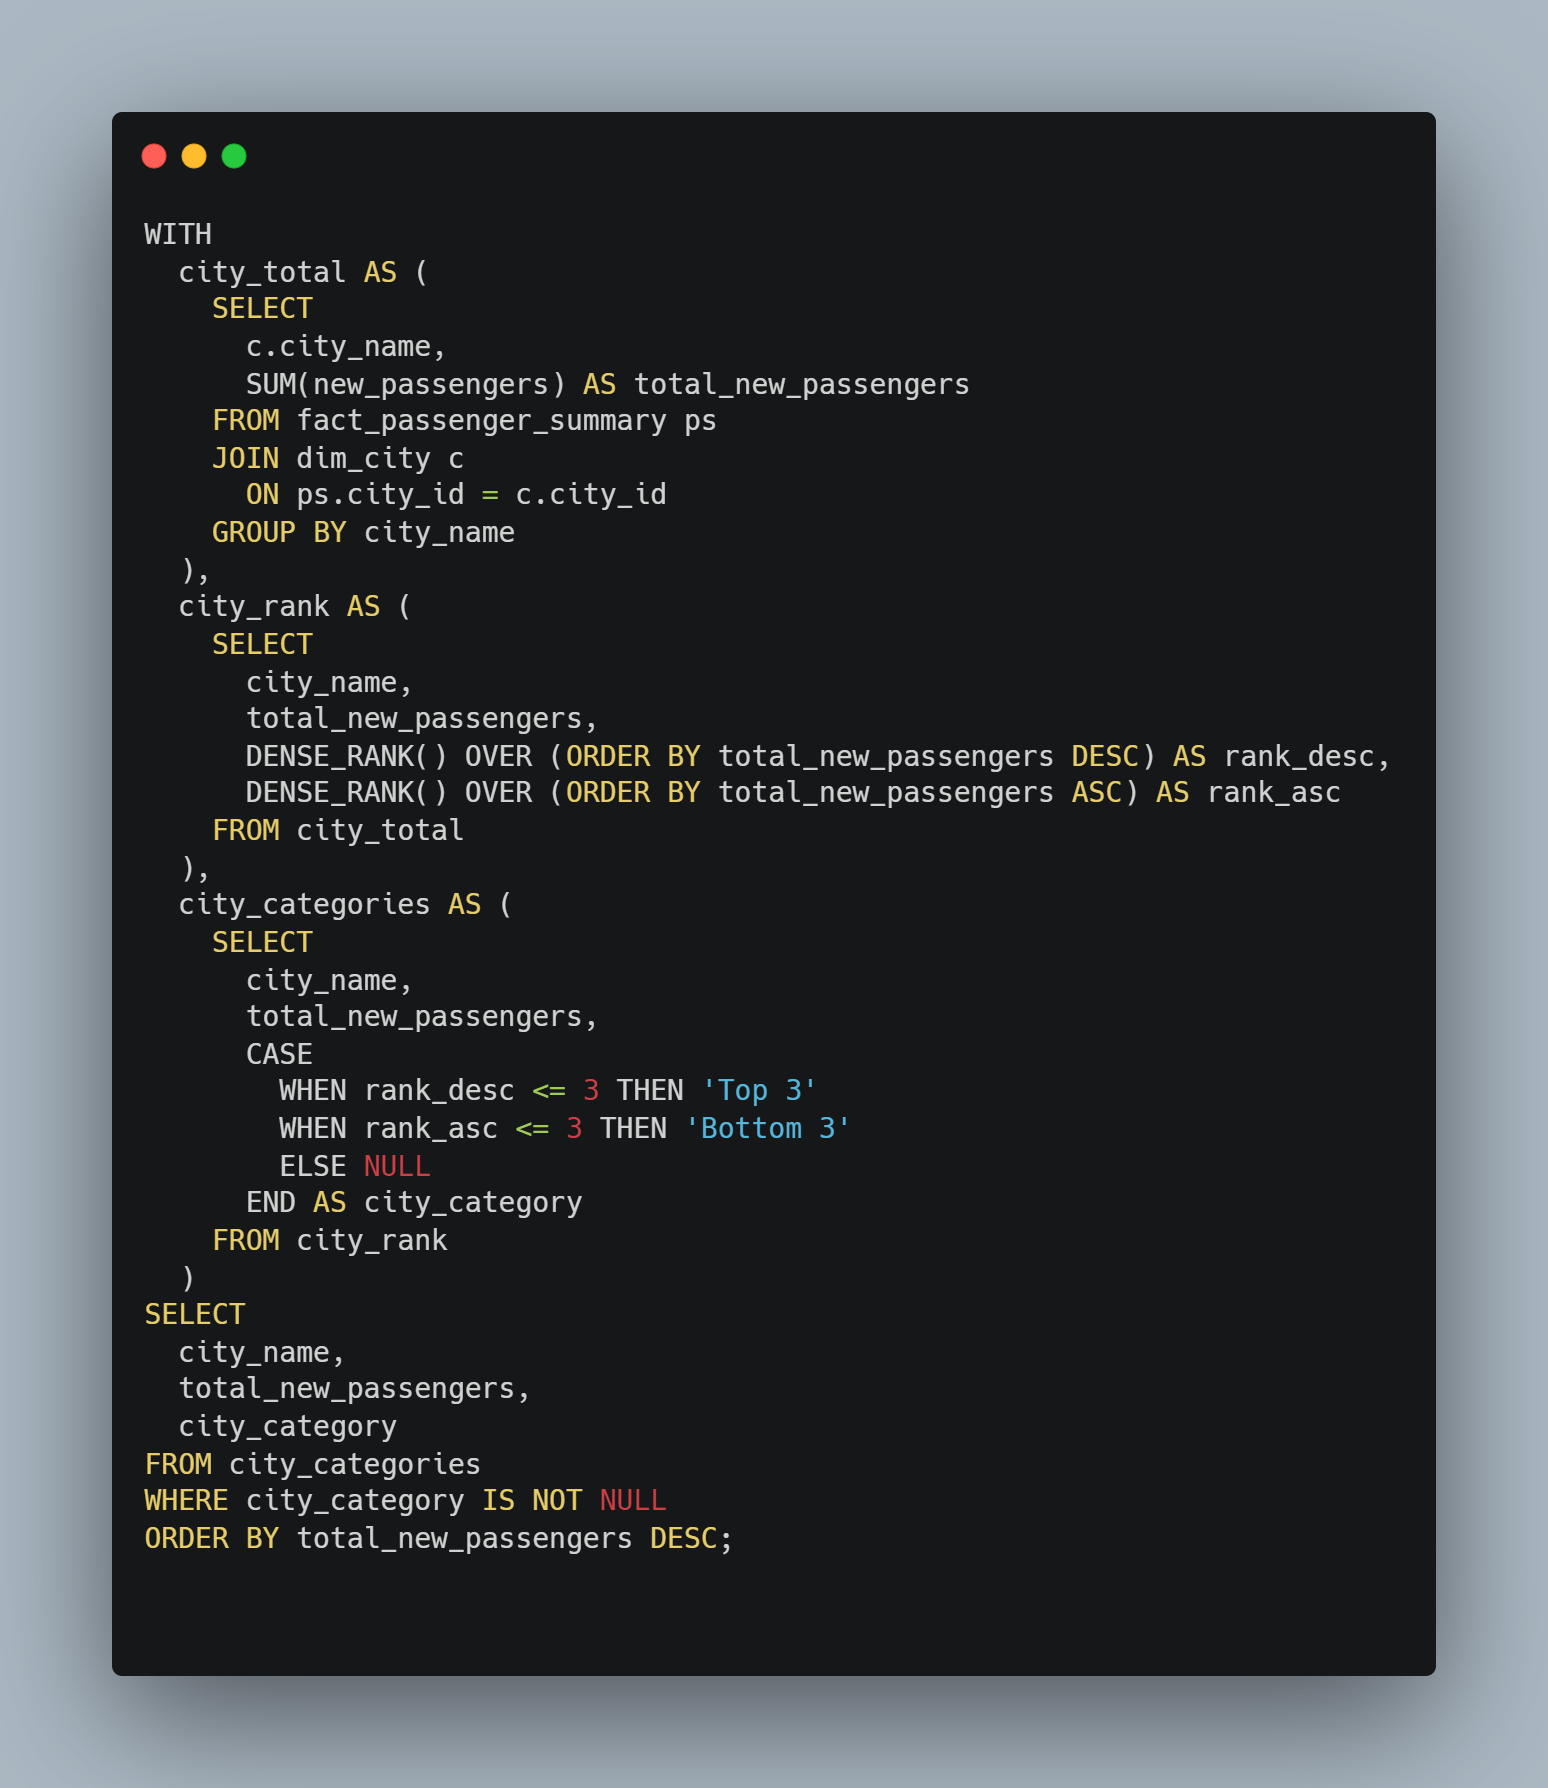 WITH
  city_total AS (
    SELECT
      c.city_name,
      SUM(new_passengers) AS total_new_passengers
    FROM fact_passenger_summary ps
    JOIN dim_city c
      ON ps.city_id = c.city_id
    GROUP BY city_name
  ),
  city_rank AS (
    SELECT
      city_name,
      total_new_passengers,
      DENSE_RANK() OVER (ORDER BY total_new_passengers DESC) AS rank_desc,
      DENSE_RANK() OVER (ORDER BY total_new_passengers ASC) AS rank_asc
    FROM city_total
  ),
  city_categories AS (
    SELECT
      city_name,
      total_new_passengers,
      CASE
        WHEN rank_desc <= 3 THEN 'Top 3'
        WHEN rank_asc <= 3 THEN 'Bottom 3'
        ELSE NULL
      END AS city_category
    FROM city_rank
  )
SELECT
  city_name,
  total_new_passengers,
  city_category
FROM city_categories
WHERE city_category IS NOT NULL
ORDER BY total_new_passengers DESC;